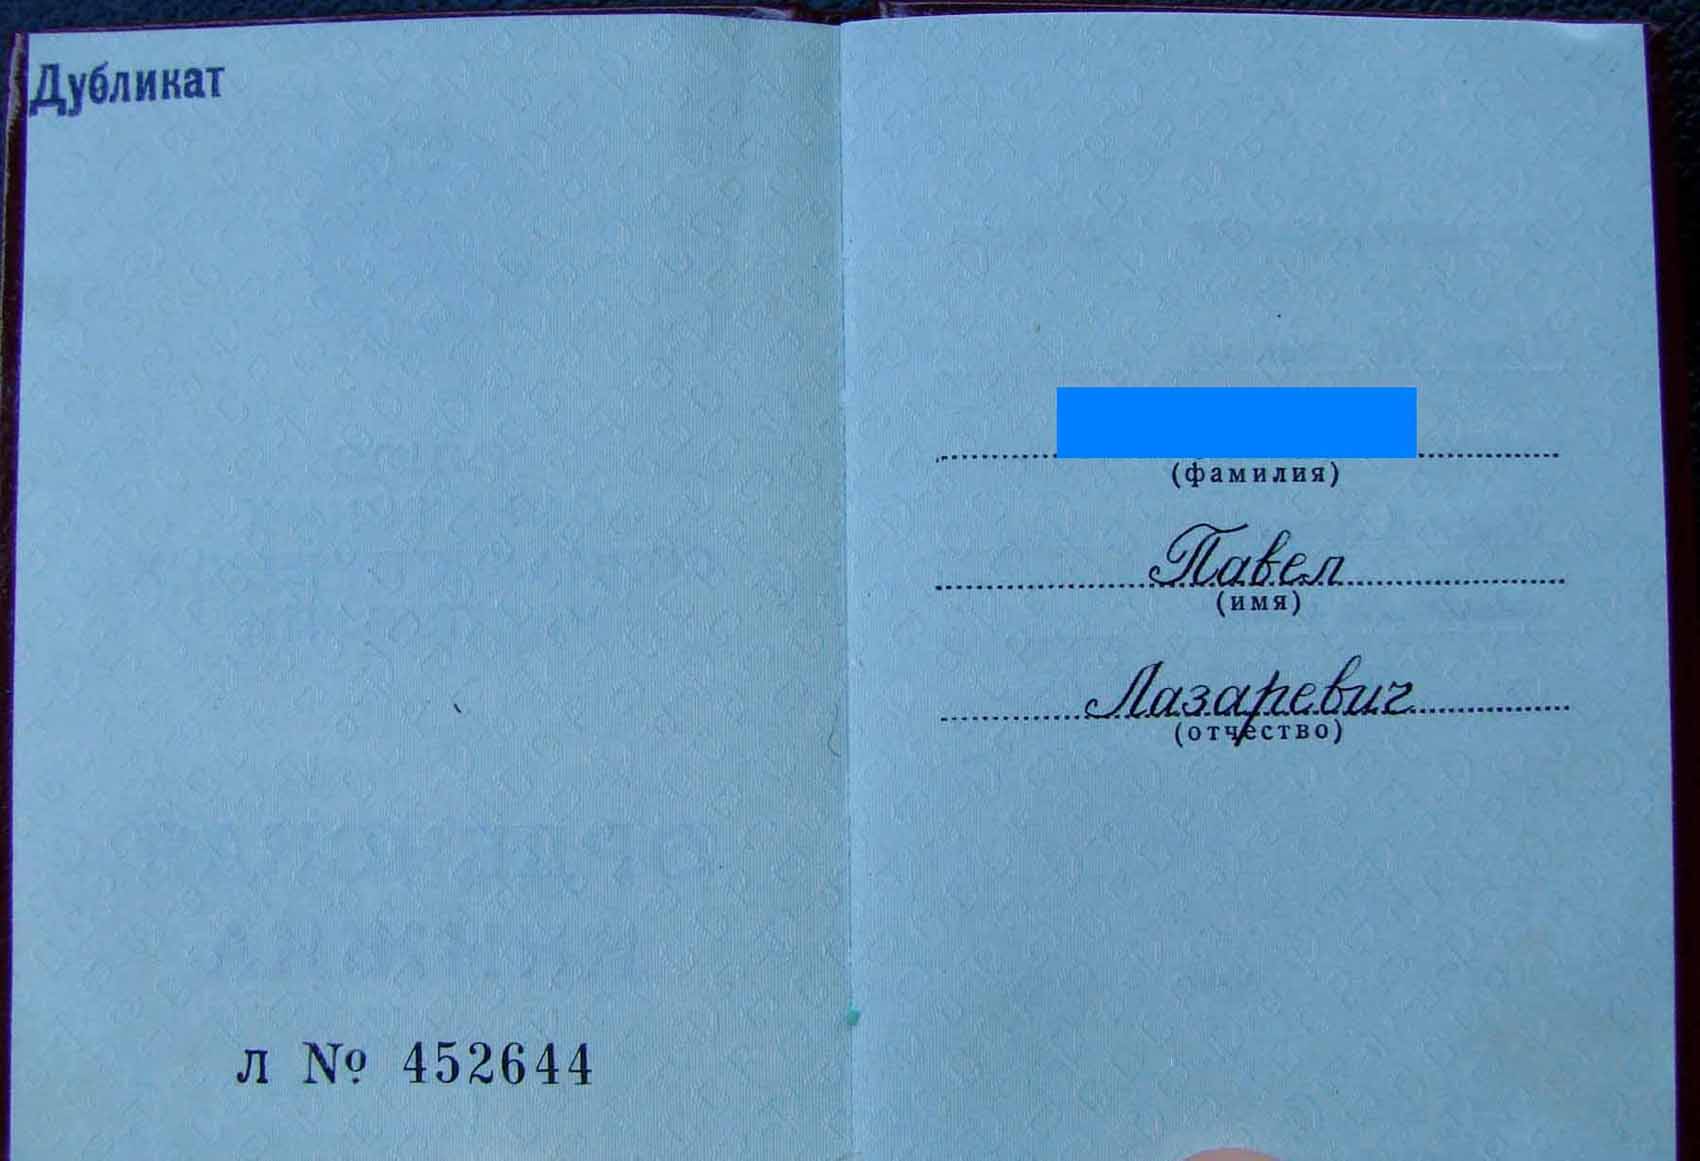 Дубликат
л № 452644
(фамилия)
Павел
(имя)
Лазаревич
(отчество)